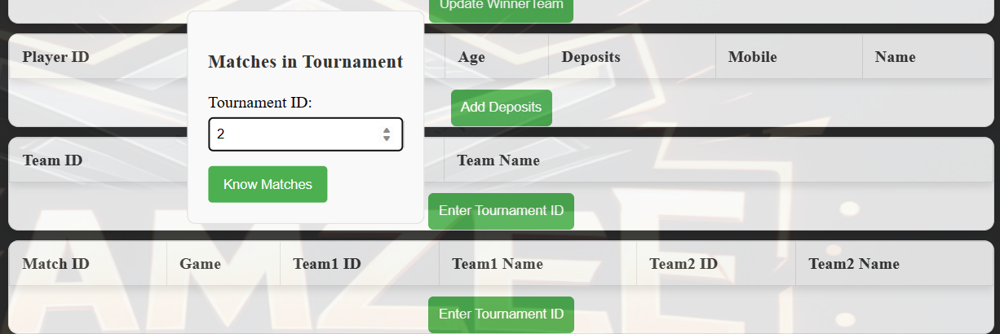 Update WinnerTeam
Player ID Age Deposits Mobile Name
Add Deposits
Matches in Tournament
Tournament ID:
2
Know Matches
Team ID Team Name
Enter Tournament ID
Match ID Game Team1 ID Team1 Name Team2 ID Team2 Name
Enter Tournament ID
AMZEE